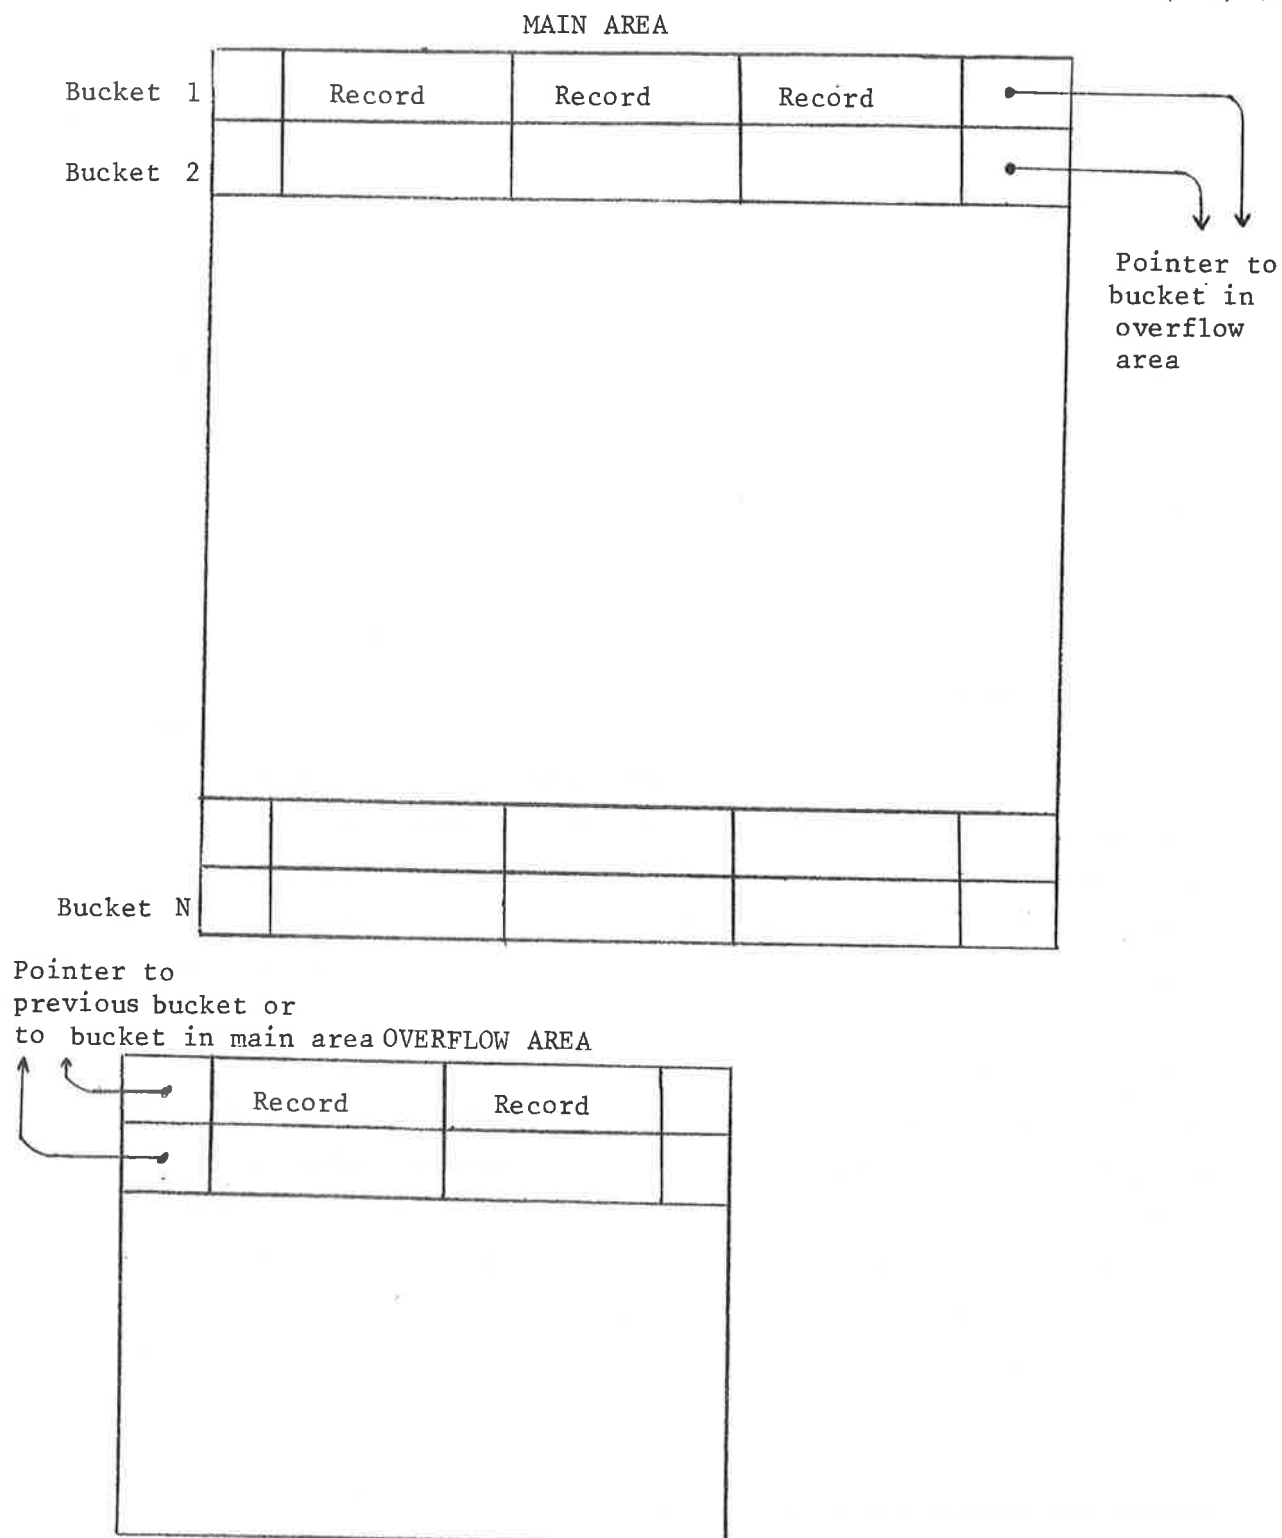 MAIN AREA
Bucket 1 Record Record Record
Bucket 2
Pointer to
bucket in
overflow
area
Bucket N
Pointer to
previous bucket or
to bucket in main area OVERFLOW AREA
Record Record